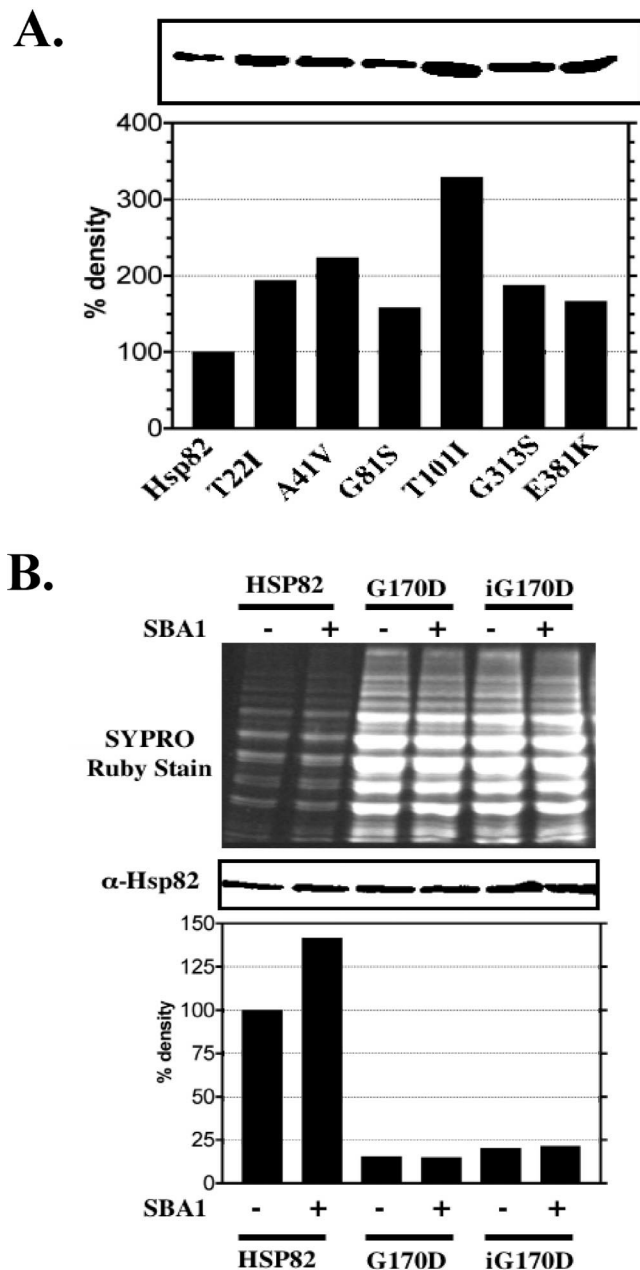 A.
400
300
200
100
0
% density
Hsp82 T22I A41V G81S T101I G313S E381K
B.
HSP82 G170D iG170D
SBA1 - + - + - +
SYPRO
Ruby Stain
α-Hsp82
150
125
100
75
50
25
0
% density
SBA1 - + - + - +
HSP82 G170D iG170D